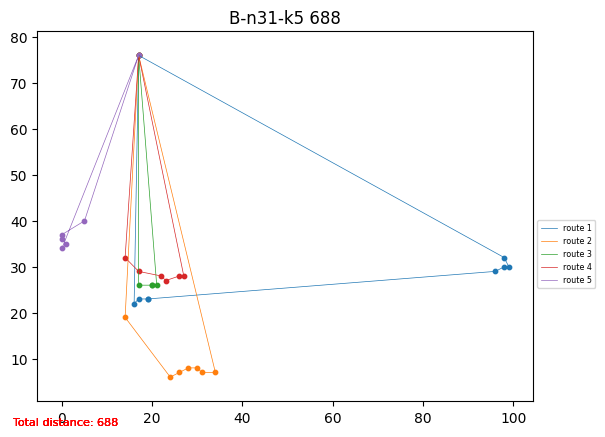 B-n31-k5 688
80
70
60
50
40
30
20
10
0 20 40 60 80 100
route 1
route 2
route 3
route 4
route 5
Total distance: 688